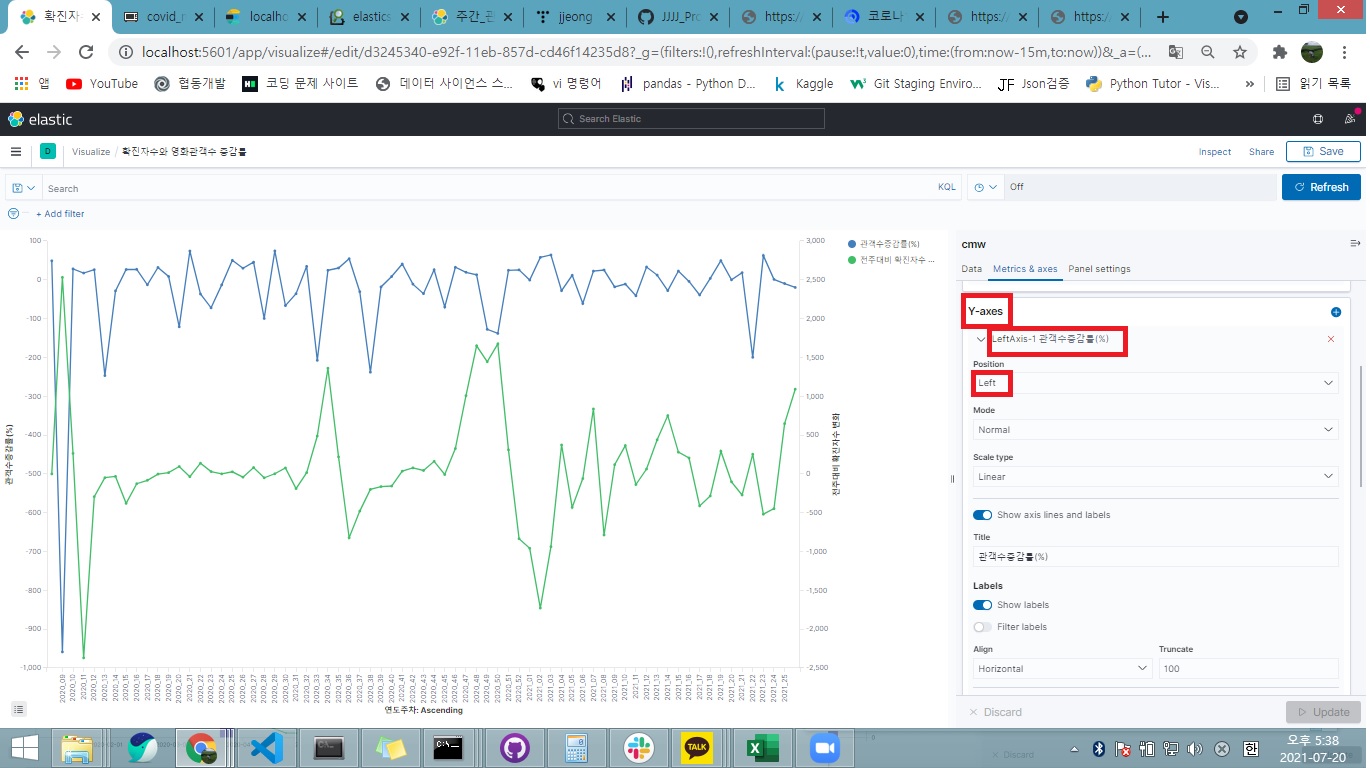 확진자
covid_r
localho
elastics
주간_관
jjeong
JJJJ_Pro
https:/
코로나
https:/
https:/
localhost:5601/app/visualize#/edit/d3245340-e92f-11eb-857d-cd46f14235d8?_g=(filters:!(),refreshInterval:(pause:!t,value:0),time:(from:now-15m,to:now))&_a=(...
앱 YouTube 협동개발 코딩 문제 사이트 데이터 사이언스 스... vi 명령어 pandas - Python D... Kaggle Git Staging Enviro... Json검증 Python Tutor - Vis... » 읽기 목록
elastic
Search Elastic
D Visualize / 확진자수와 영화관객수 증감률
Inspect Share Save
Search KQL Off Refresh
+ Add filter
100
0
-100
-200
-300
-400
-500
-600
-700
-800
-900
-1,000
관객수증감률(%)
3,000
2,500
2,000
1,500
1,000
500
0
-500
-1,000
-1,500
-2,000
-2,500
전주대비 확진자수 변화
관객수증감률(%)
전주대비 확진자수 ...
2020_09
2020_10
2020_11
2020_12
2020_13
2020_14
2020_15
2020_16
2020_17
2020_18
2020_19
2020_20
2020_21
2020_22
2020_23
2020_24
2020_25
2020_26
2020_27
2020_28
2020_29
2020_30
2020_31
2020_32
2020_33
2020_34
2020_35
2020_36
2020_37
2020_38
2020_39
2020_40
2020_41
2020_42
2020_43
2020_44
2020_45
2020_46
2020_47
2020_48
2020_49
2020_50
2020_51
2020_52
2021_01
2021_02
2021_03
2021_04
2021_05
2021_06
2021_07
2021_08
2021_09
2021_10
2021_11
2021_12
2021_13
2021_14
2021_15
2021_16
2021_17
2021_18
2021_19
2021_20
2021_21
2021_22
2021_23
2021_24
2021_25
연도주차: Ascending
cmw
Data Metrics & axes Panel settings
Y-axes
LeftAxis-1 관객수증감률(%)
Position
Left
Mode
Normal
Scale type
Linear
Show axis lines and labels
Title
관객수증감률(%)
Labels
Show labels
Filter labels
Align Truncate
Horizontal 100
Discard Update
TALK
한
오후 5:38
2021-07-20